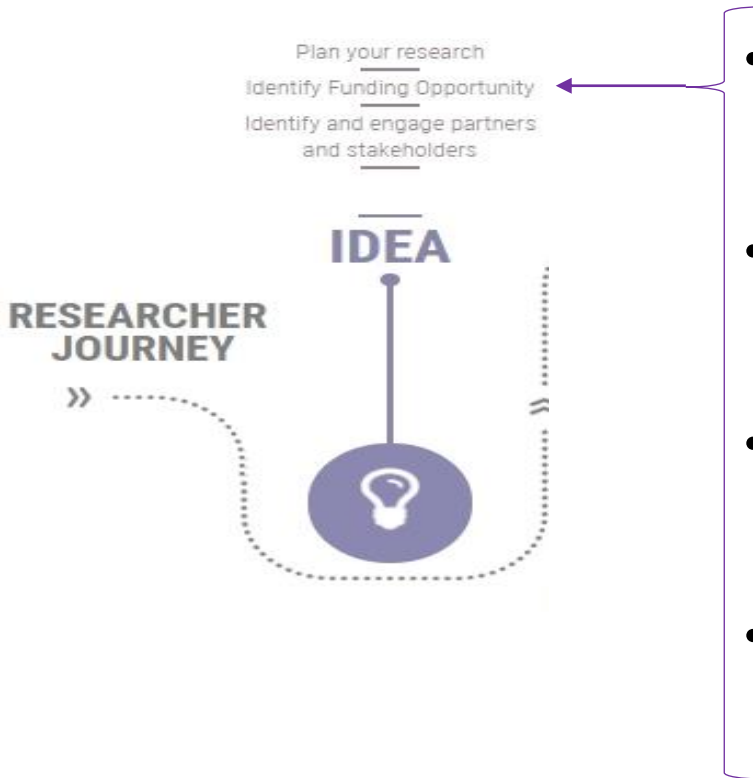 Plan your research
Identify Funding Opportunity
Identify and engage partners
and stakeholders
IDEA
RESEARCHER
JOURNEY